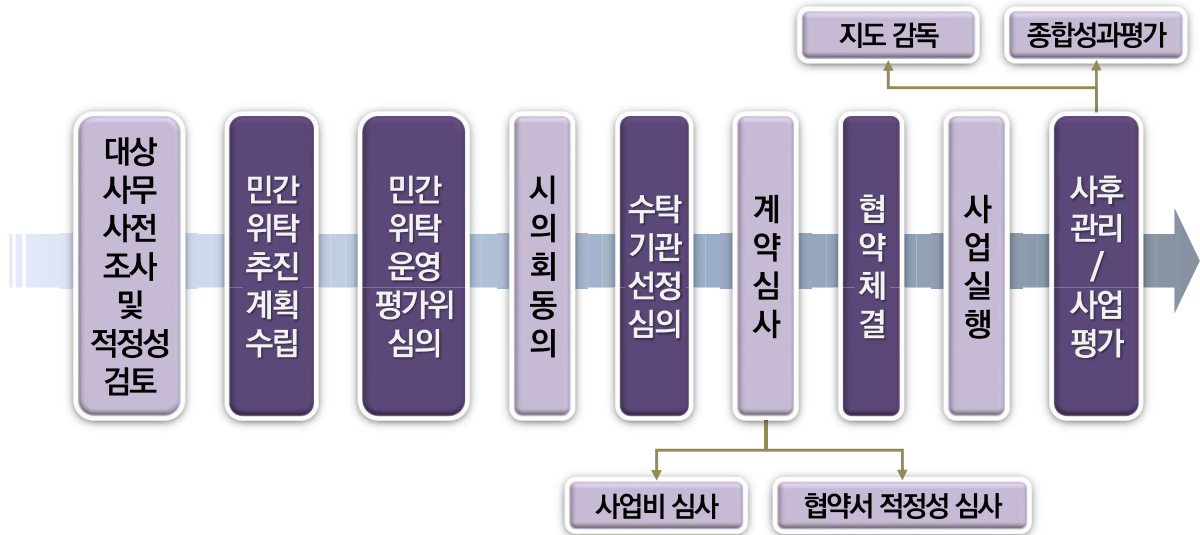 지도 감독
종합성과평가
대상
사무
사전
조사
및
적정성
검토
민간
위탁
추진
계획
수립
민간
위탁
운영
평가위
심의
시
의
회
동
의
수탁
기관
선정
심의
계
약
심
사
협
약
체
결
사
업
실
행
사후
관리
/
사업
평가
사업비 심사
협약서 적정성 심사